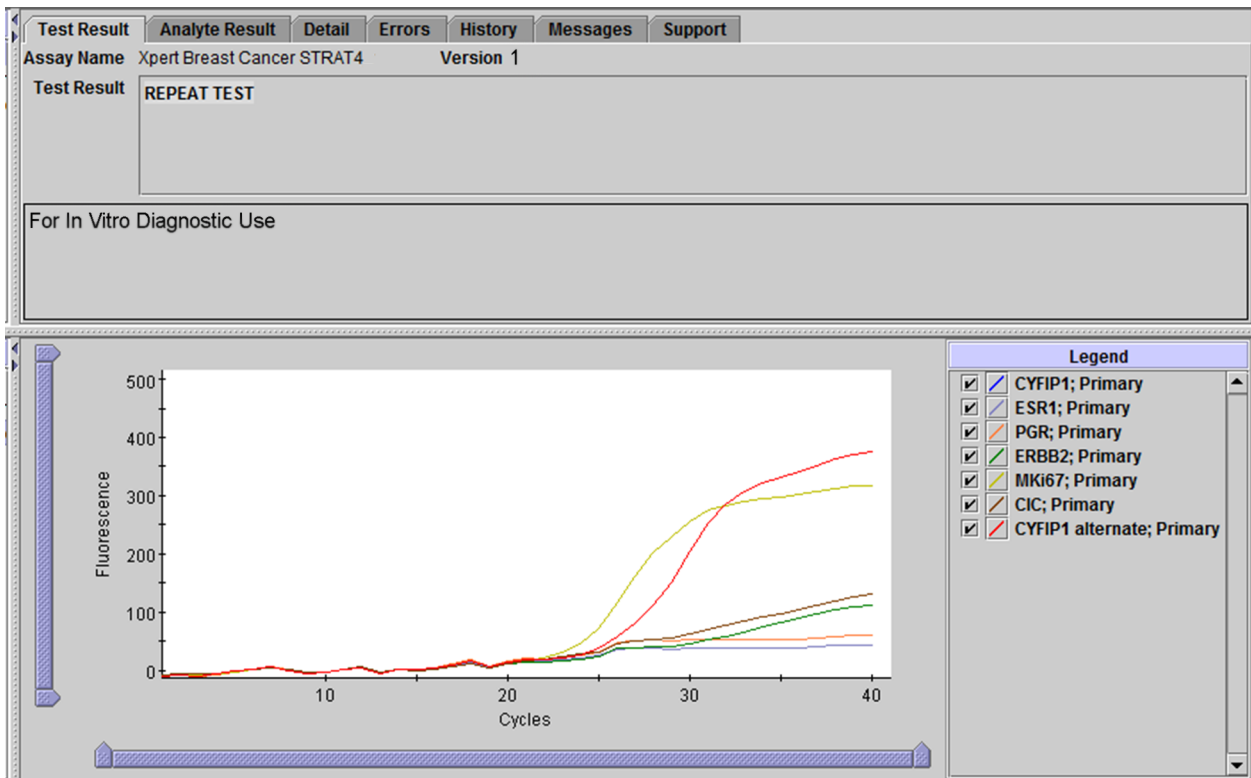 Test Result Analyte Result Detail Errors History Messages Support
Assay Name Xpert Breast Cancer STRAT4 Version 1
Test Result REPEAT TEST
For In Vitro Diagnostic Use
500
400
300
200
100
0
Fluorescence
10 20 30 40
Cycles
Legend
CYFIP1; Primary
ESR1; Primary
PGR; Primary
ERBB2; Primary
MKi67; Primary
CIC; Primary
CYFIP1 alternate; Primary